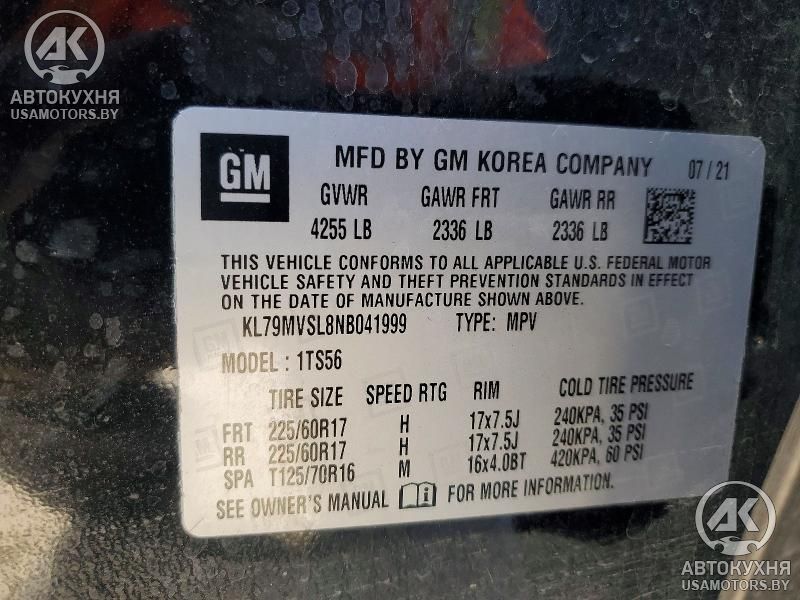 AK
АВТОКУХНЯ
USAMOTORS.BY
GM
MFD BY GM KOREA COMPANY 07/21
GVWR GAWR FRT GAWR RR
4255 LB 2336 LB 2336 LB
THIS VEHICLE CONFORMS TO ALL APPLICABLE U.S. FEDERAL MOTOR
VEHICLE SAFETY AND THEFT PREVENTION STANDARDS IN EFFECT
ON THE DATE OF MANUFACTURE SHOWN ABOVE.
KL79MVSL8NB041999 TYPE: MPV
MODEL: 1TS56
TIRE SIZE SPEED RTG RIM COLD TIRE PRESSURE
FRT 225/60R17 H 17x7.5J 240KPA, 35 PSI
RR 225/60R17 H 17x7.5J 240KPA, 35 PSI
SPA T125/70R16 M 16x4.0BT 420KPA, 60 PSI
SEE OWNER'S MANUAL i FOR MORE INFORMATION.
AK
АВТОКУХНЯ
USAMOTORS.BY